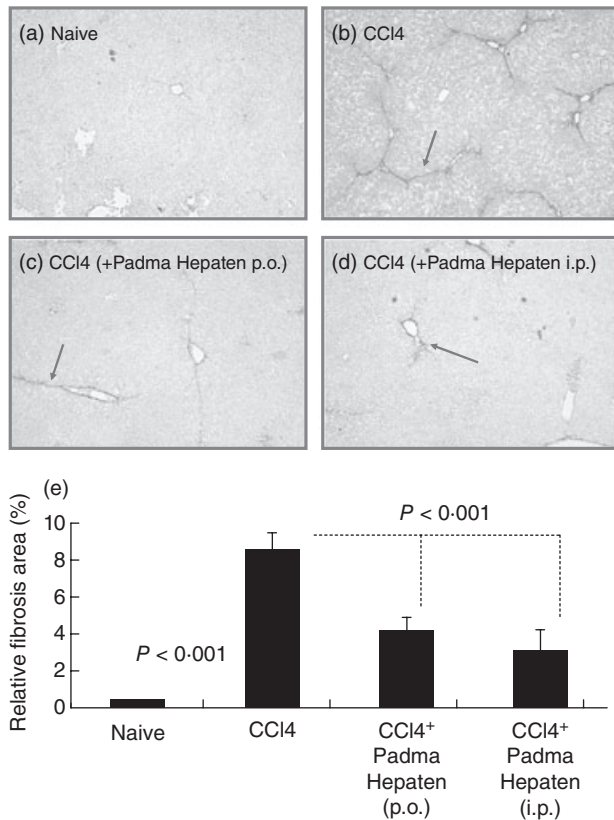 (a) Naive
(b) CCl4
(c) CCl4 (+Padma Hepaten p.o.)
(d) CCl4 (+Padma Hepaten i.p.)
(e)
Relative fibrosis area (%)
10
8
6
4
2
0
P < 0·001
P < 0·001
Naive
CCl4
CCl4+
Padma
Hepaten
(p.o.)
CCl4+
Padma
Hepaten
(i.p.)